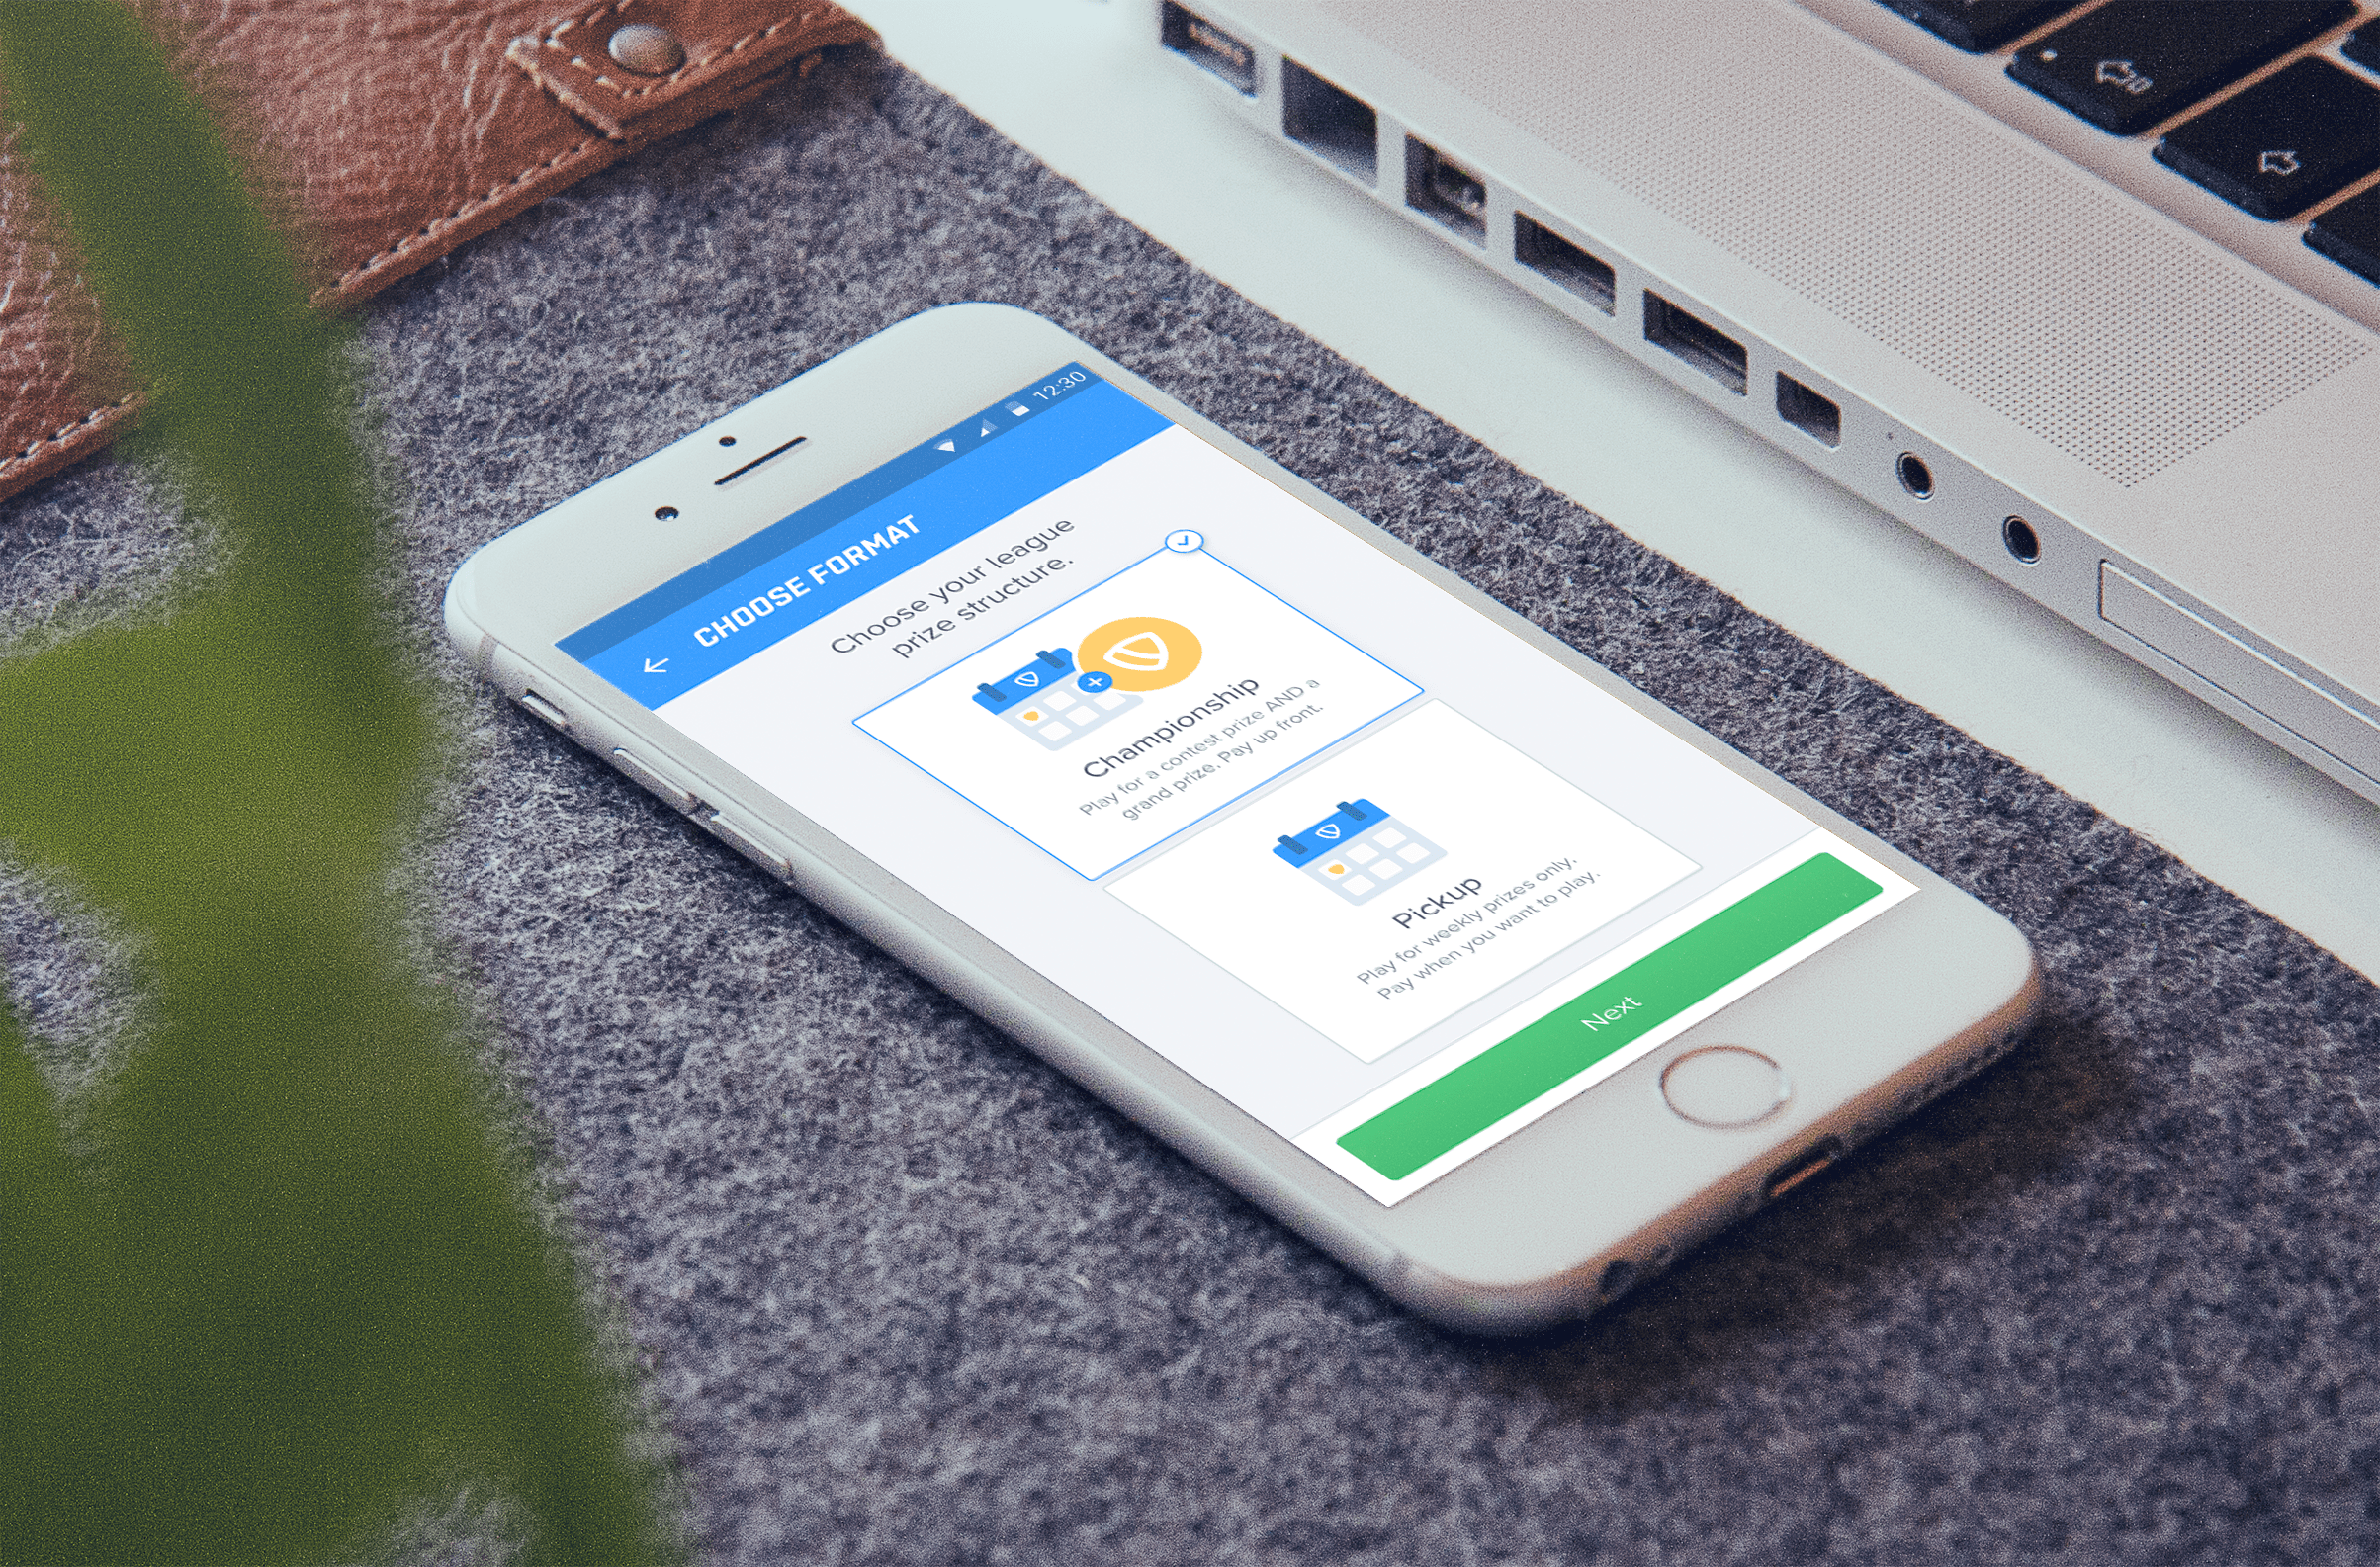 12:30
CHOOSE FORMAT
Choose your league
prize structure.
Championship
Play for a contest prize AND a
grand prize. Pay up front.
Pickup
Play for weekly prizes only.
Pay when you want to play.
Next